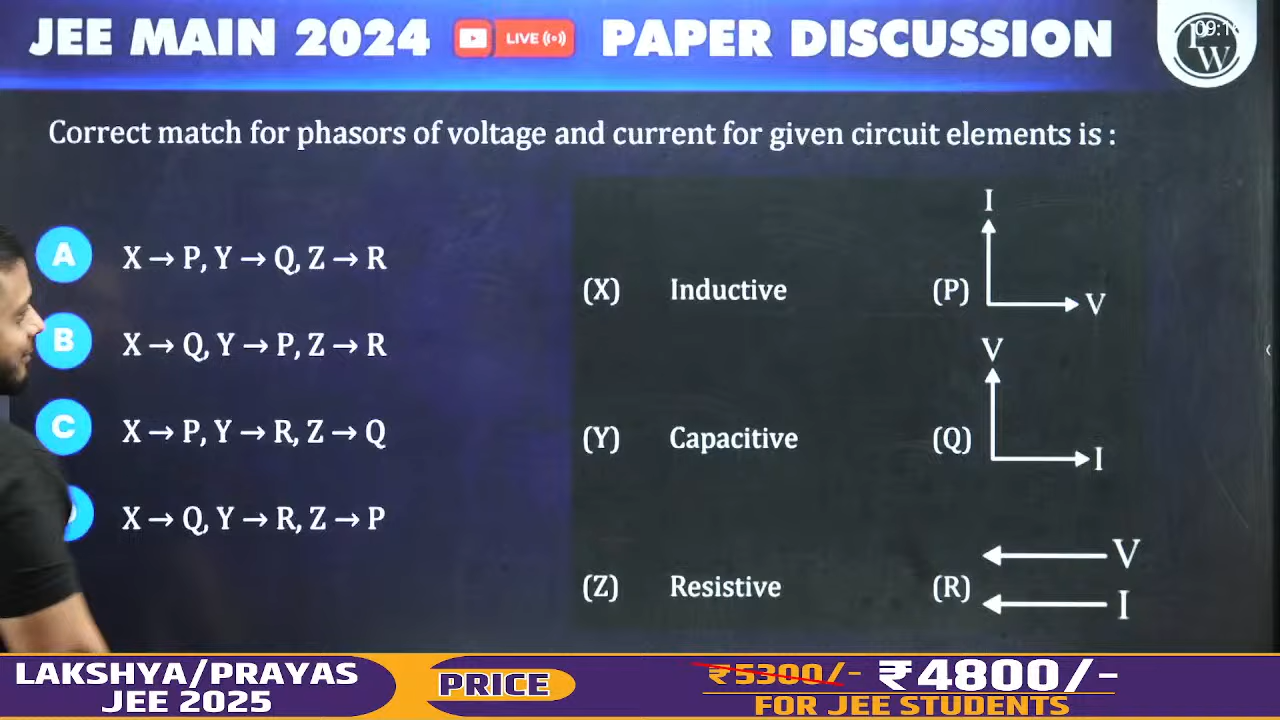 JEE MAIN 2024 LIVE PAPER DISCUSSION
Correct match for phasors of voltage and current for given circuit elements is :
A X → P, Y → Q, Z → R
B X → Q, Y → P, Z → R
C X → P, Y → R, Z → Q
X → Q, Y → R, Z → P
(X) Inductive (P) I V
(Y) Capacitive (Q) V I
(Z) Resistive (R) V I
LAKSHYA/PRAYAS
JEE 2025
PRICE
₹5300/- ₹4800/-
FOR JEE STUDENTS